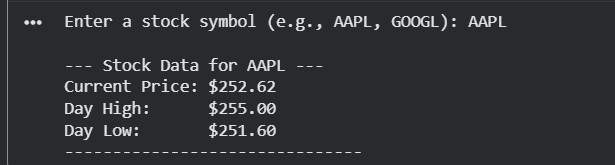 ••• Enter a stock symbol (e.g., AAPL, GOOGL): AAPL
--- Stock Data for AAPL ---
Current Price: $252.62
Day High:      $255.00
Day Low:       $251.60
-------------------------------